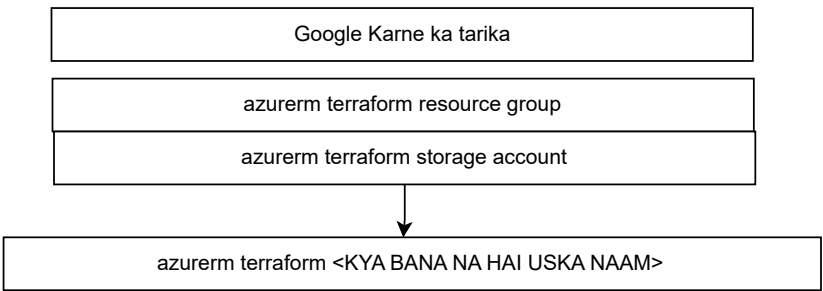 Google Karne ka tarika
azurerm terraform resource group
azurerm terraform storage account
azurerm terraform <KYA BANA NA HAI USKA NAAM>